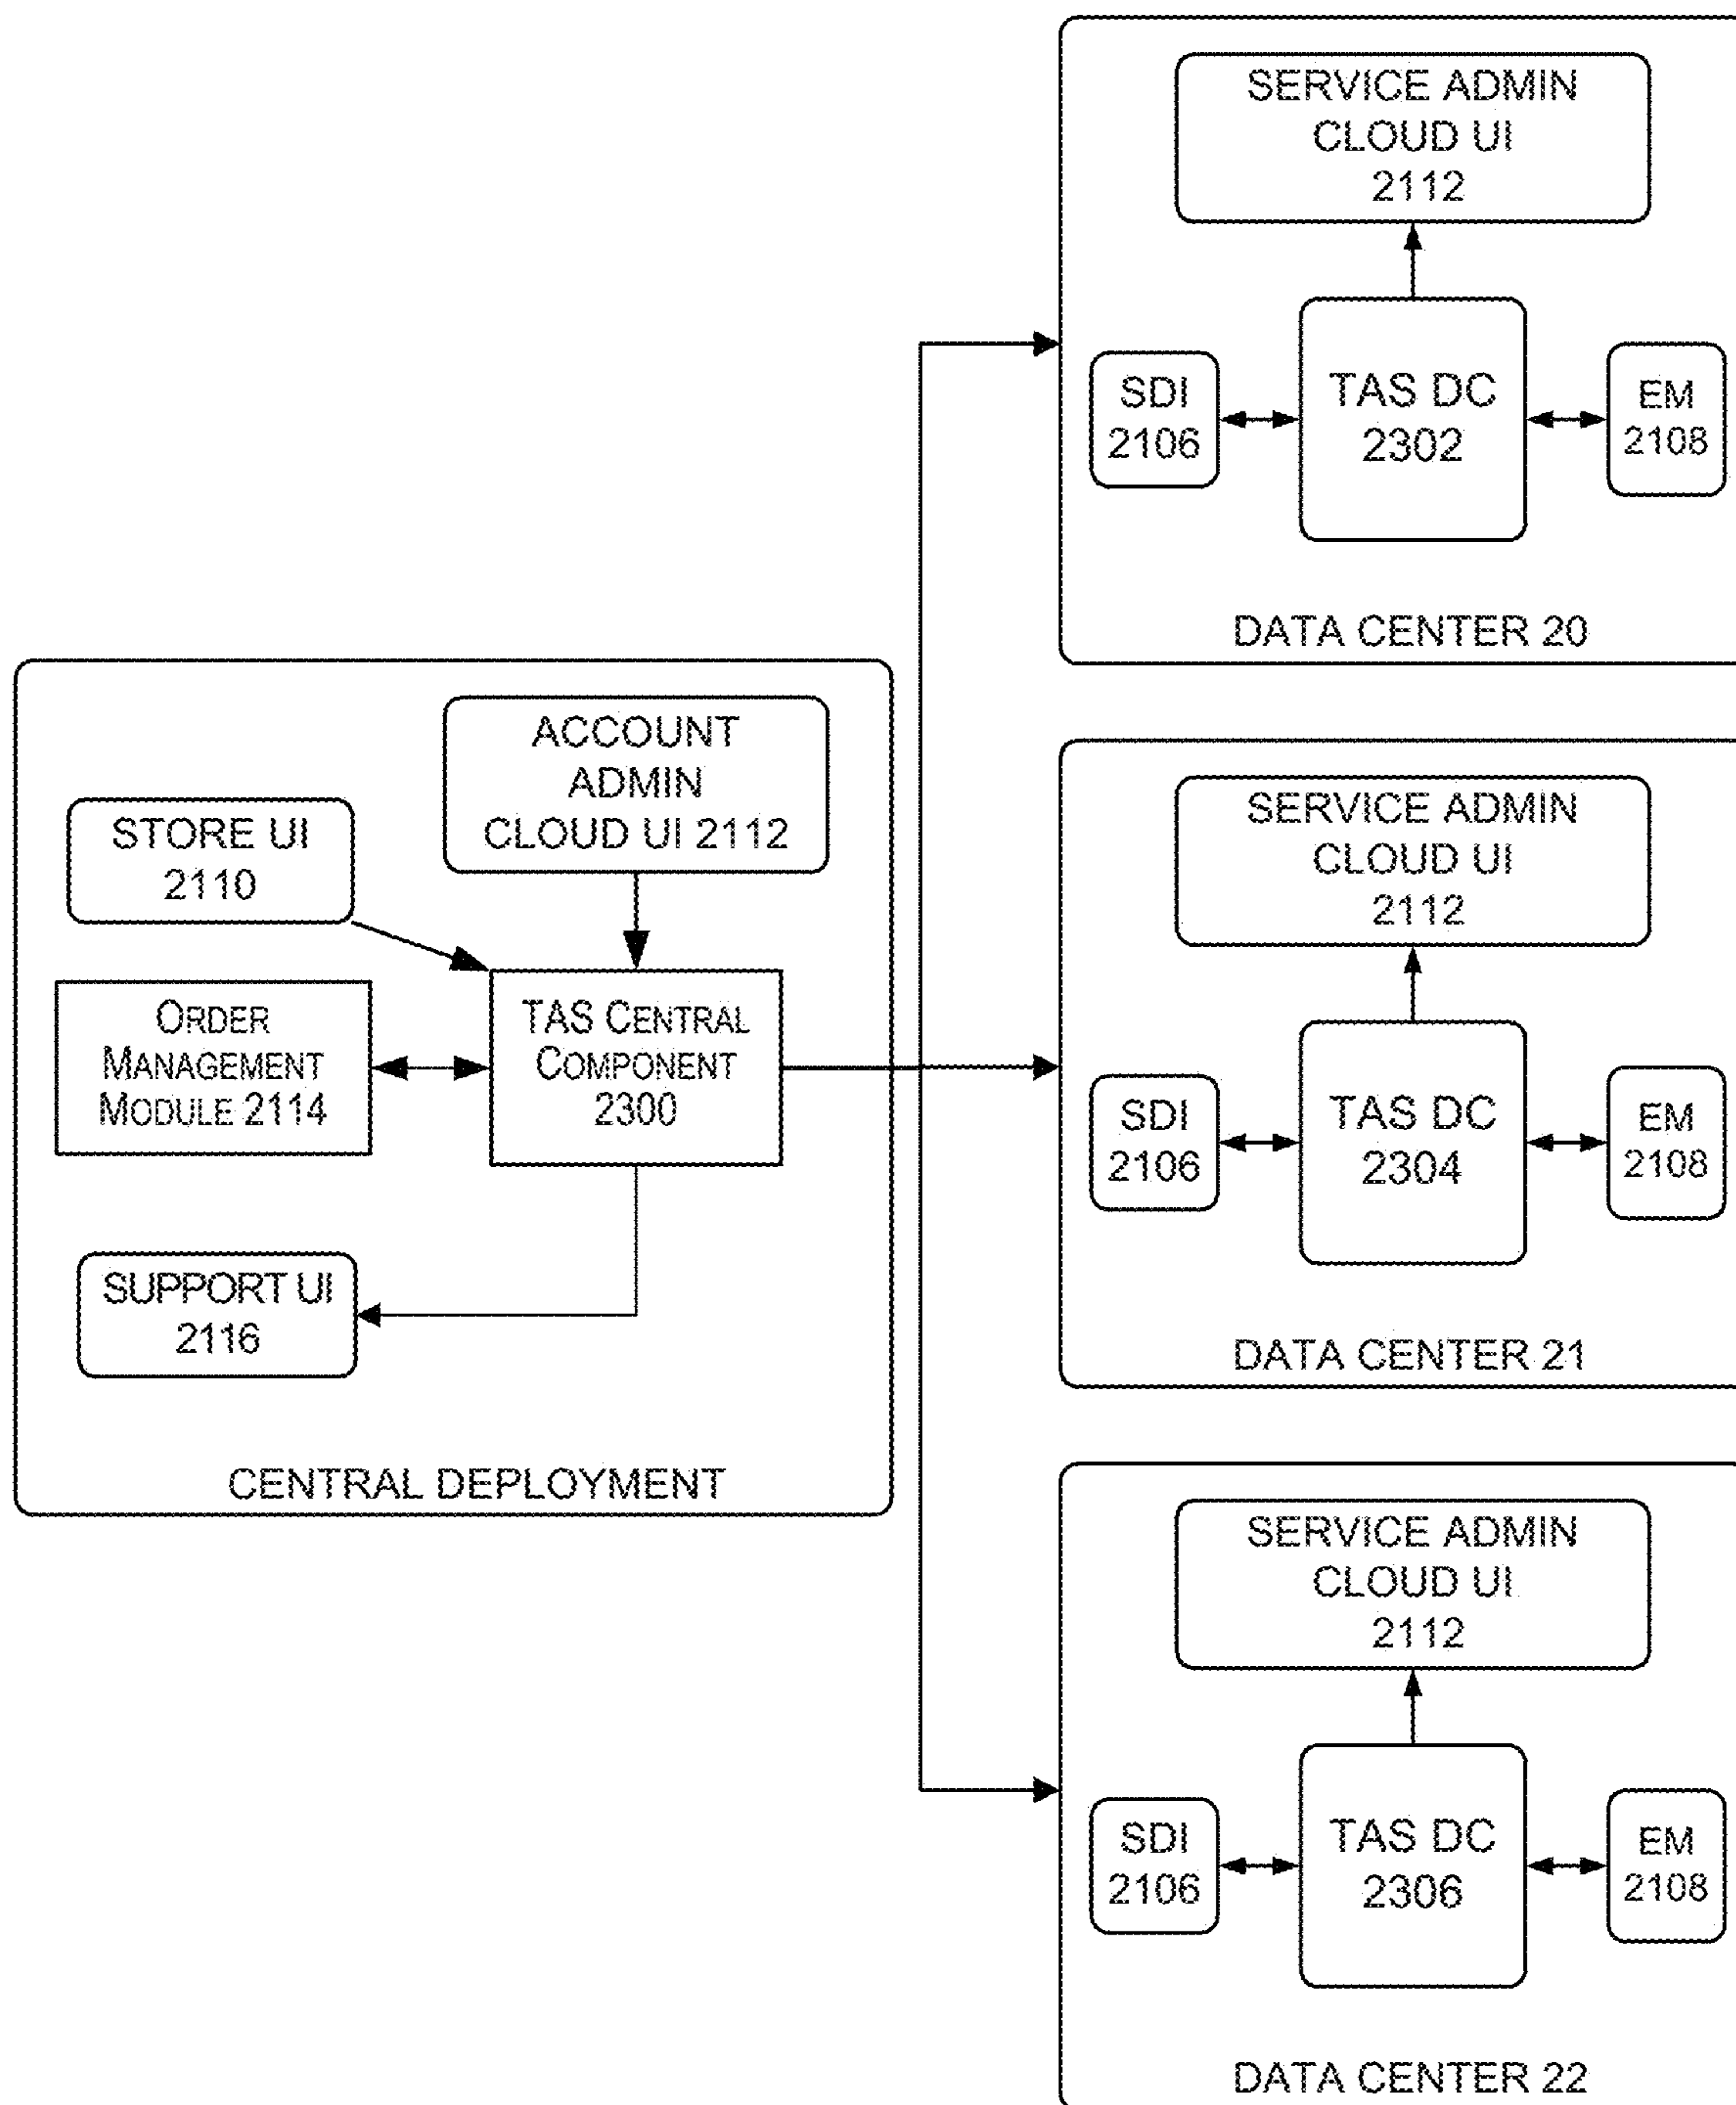 SERVICE ADMIN
CLOUD UI
2112
SDI
2106
TAS DC
2302
EM
2108
DATA CENTER 20
ACCOUNT
ADMIN
CLOUD UI 2112
STORE UI
2110
ORDER
MANAGEMENT
MODULE 2114
TAS CENTRAL
COMPONENT
2300
SUPPORT UI
2116
CENTRAL DEPLOYMENT
SERVICE ADMIN
CLOUD UI
2112
SDI
2106
TAS DC
2304
EM
2108
DATA CENTER 21
SERVICE ADMIN
CLOUD UI
2112
SDI
2106
TAS DC
2306
EM
2108
DATA CENTER 22